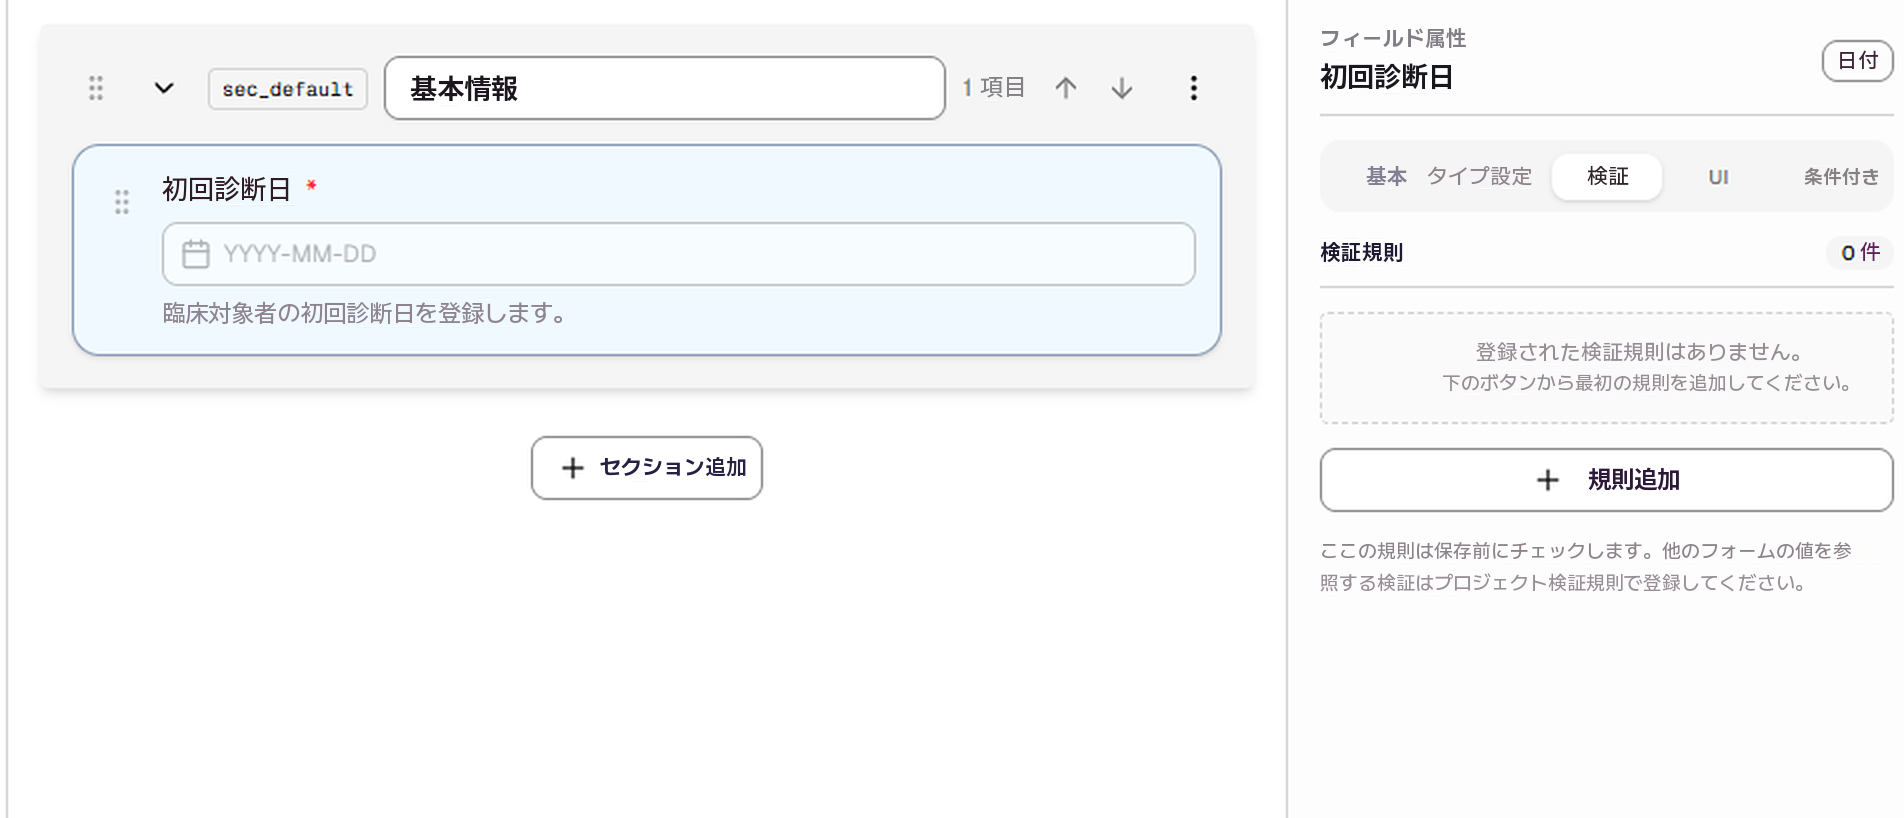 sec_default
基本情報
1 項目
初回診断日 *
YYYY-MM-DD
臨床対象者の初回診断日を登録します。
セクション追加
フィールド属性
初回診断日
日付
基本 タイプ設定 検証 UI 条件付き
検証規則
0 件
登録された検証規則はありません。
下のボタンから最初の規則を追加してください。
規則追加
ここの規則は保存前にチェックします。他のフォームの値を参
照する検証はプロジェクト検証規則で登録してください。